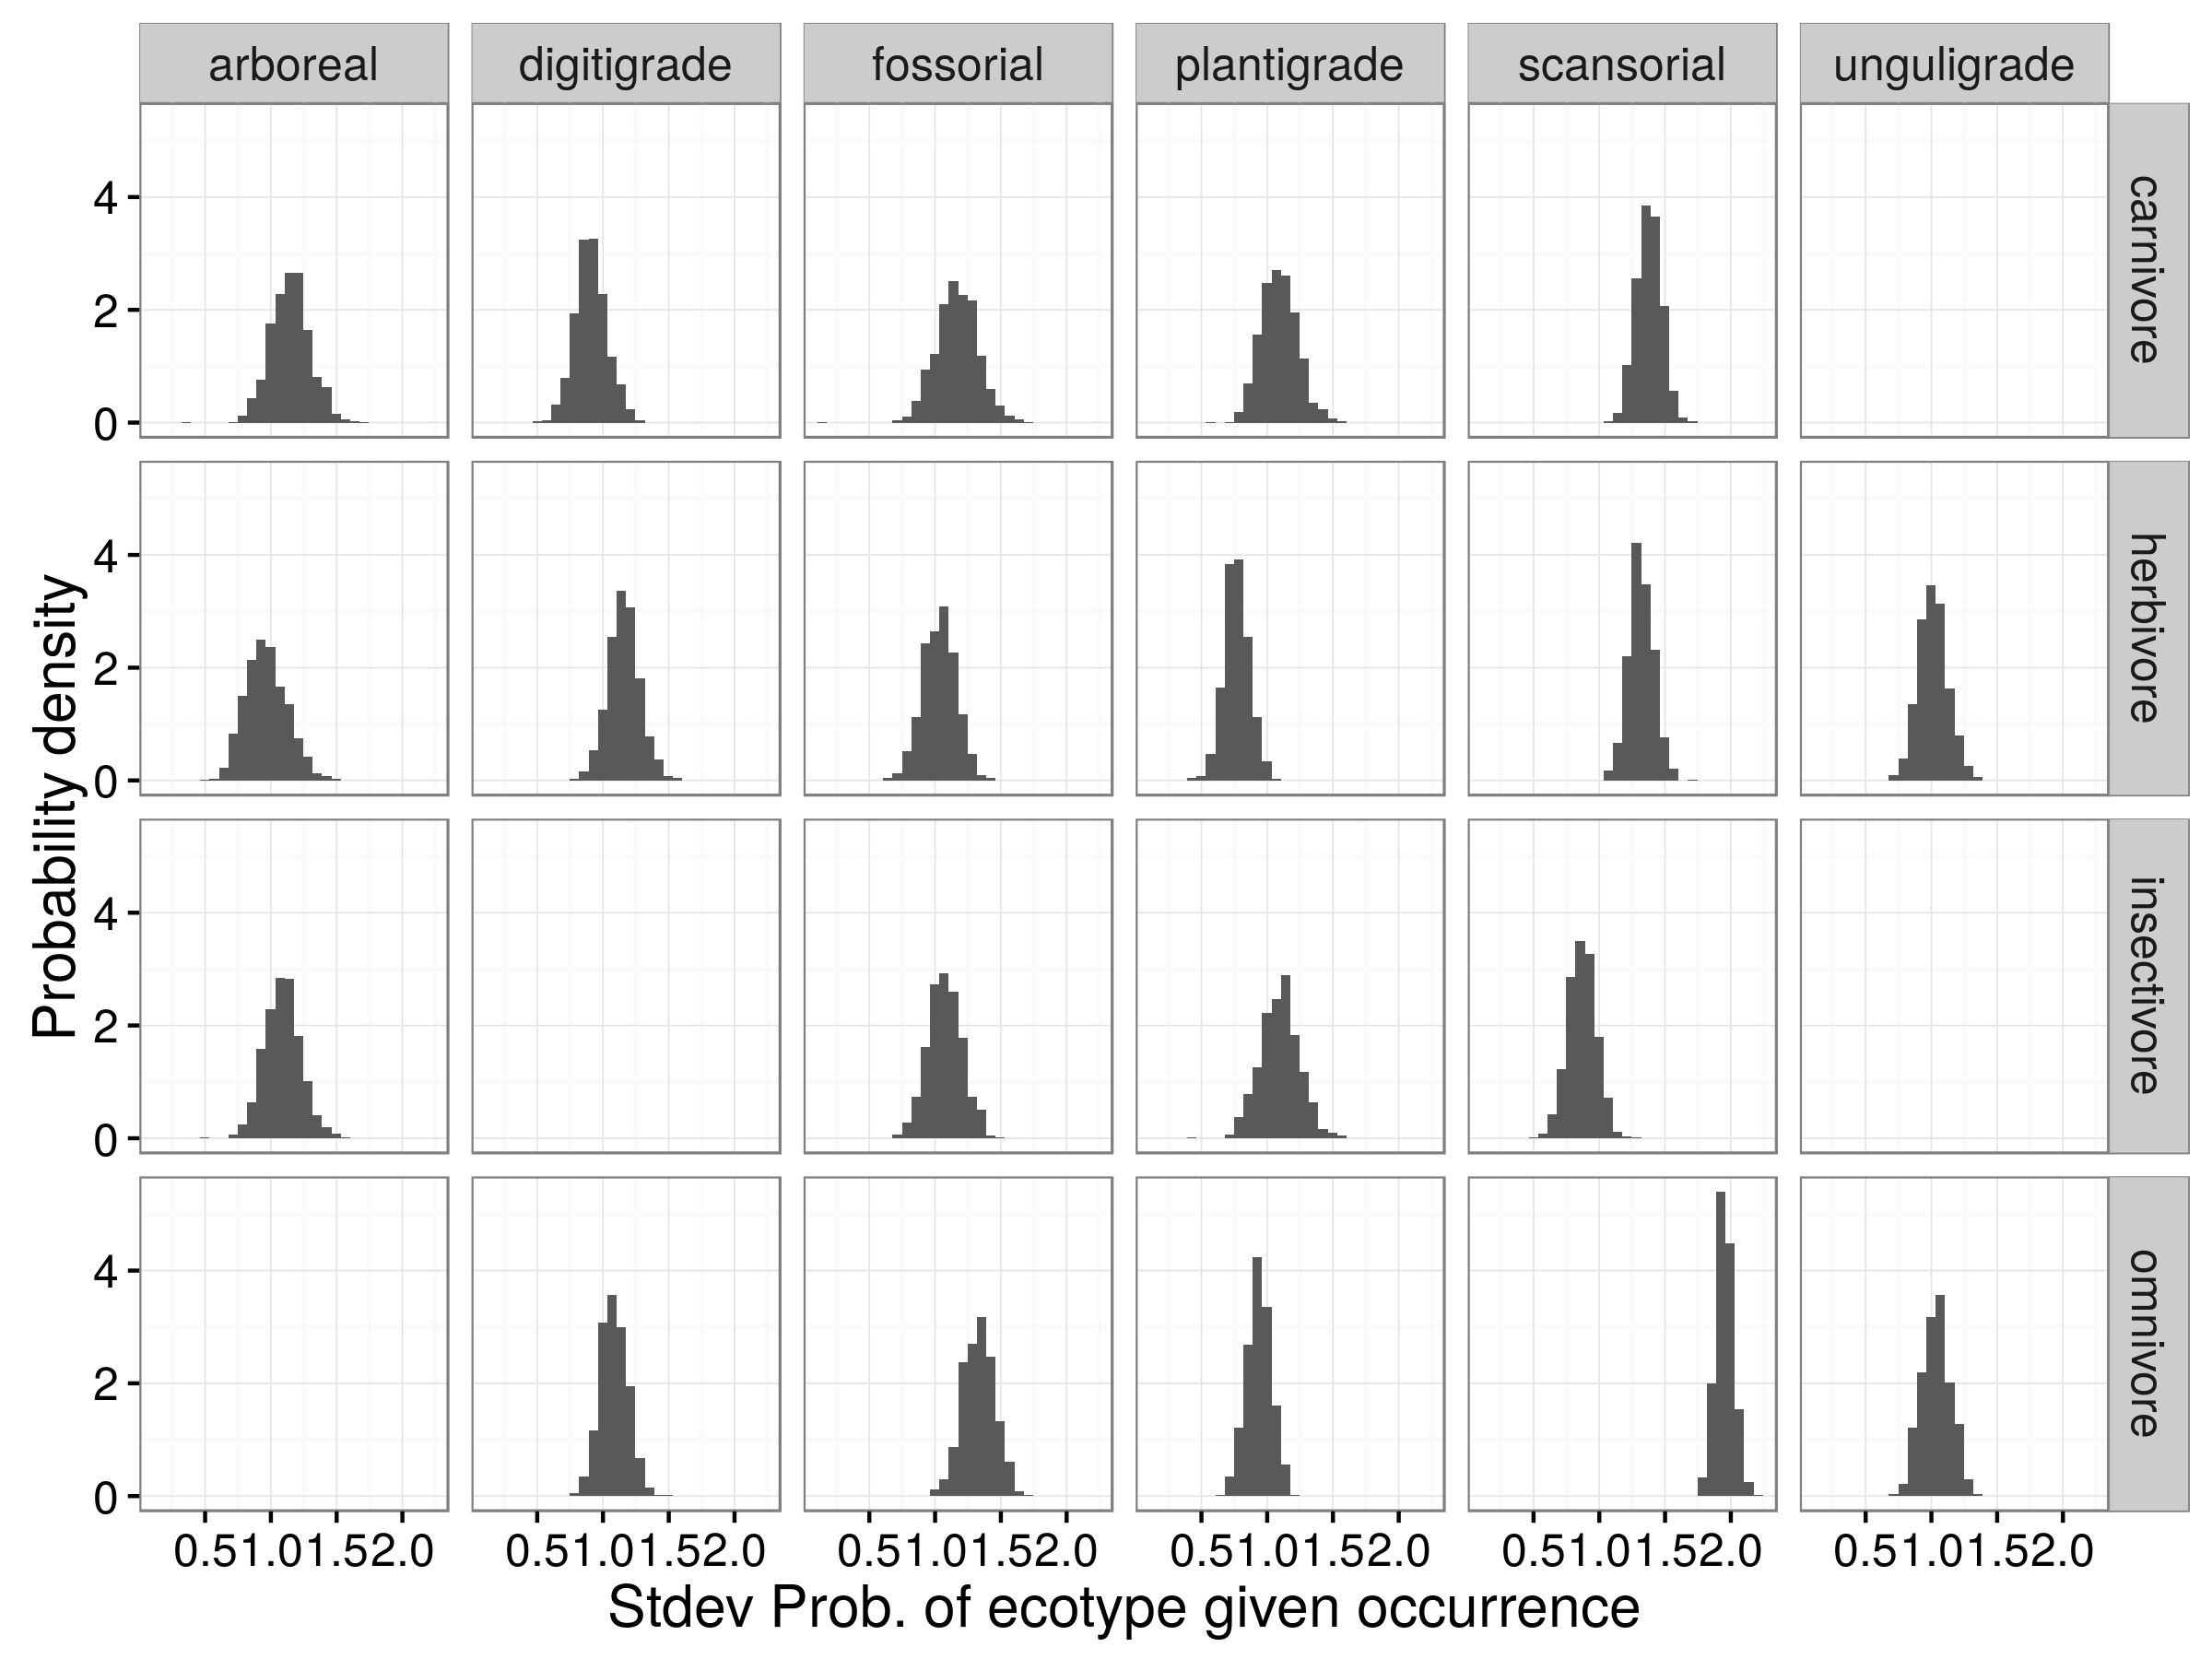 arboreal digitigrade fossorial plantigrade scansorial unguligrade
carnivore
4
2
0
herbivore
4
2
0
insectivore
4
2
0
omnivore
4
2
0
Probability density
0.51.01.52.0 0.51.01.52.0 0.51.01.52.0 0.51.01.52.0 0.51.01.52.0 0.51.01.52.0
Stdev Prob. of ecotype given occurrence